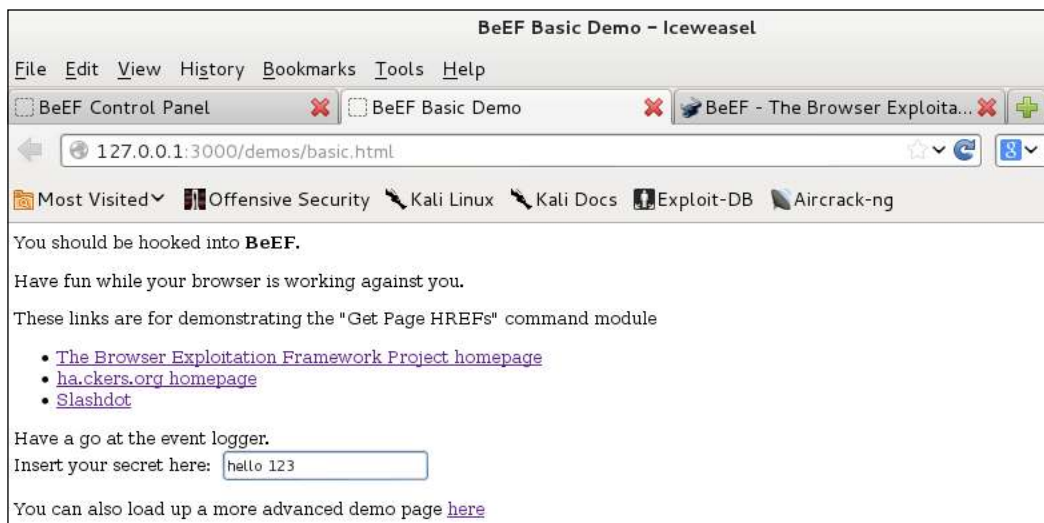 BeEF Basic Demo - Iceweasel
File Edit View History Bookmarks Tools Help
BeEF Control Panel BeEF Basic Demo BeEF - The Browser Exploita...
127.0.0.1:3000/demos/basic.html 8
Most Visited Offensive Security Kali Linux Kali Docs Exploit-DB Aircrack-ng
You should be hooked into BeEF.
Have fun while your browser is working against you.
These links are for demonstrating the "Get Page HREFs" command module
• The Browser Exploitation Framework Project homepage
• ha.ckers.org homepage
• Slashdot
Have a go at the event logger.
Insert your secret here: hello 123
You can also load up a more advanced demo page here